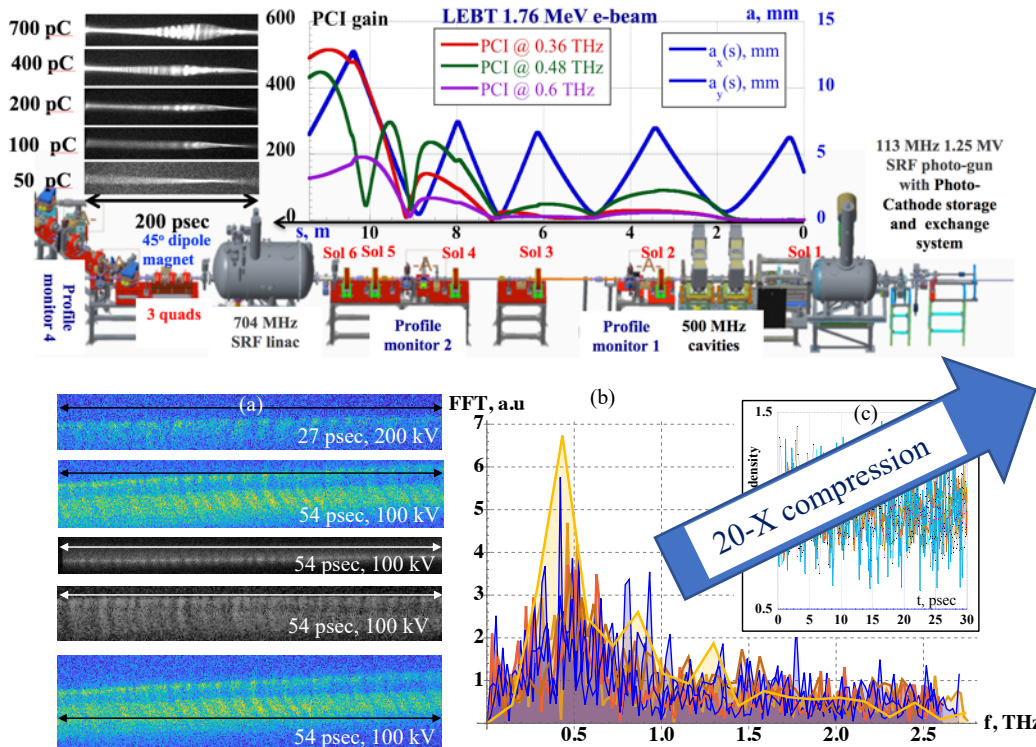 700 pC
400 pC
200 pC
100 pC
50 pC
200 psec
600
500
400
300
200
100
0
PCI gain
LEBT 1.76 MeV e-beam
a, mm
PCI @ 0.36 THz
PCI @ 0.48 THz
PCI @ 0.6 THz
a_x(s), mm
a_y(s), mm
15
10
5
0
s, m
10
8
6
4
2
0
113 MHz 1.25 MV
SRF photo-gun
with Photo-
Cathode storage
and exchange
system
45° dipole
magnet
Profile
monitor 4
3 quads
704 MHz
SRF linac
Sol 6
Sol 5
Sol 4
Sol 3
Sol 2
Sol 1
-A-
-A-
-A-
Profile
monitor 2
Profile
monitor 1
500 MHz
cavities
(a)
27 psec, 200 kV
54 psec, 100 kV
54 psec, 100 kV
54 psec, 100 kV
54 psec, 100 kV
FFT, a.u
(b)
7
6
5
4
3
2
1
0.5
1.0
1.5
2.0
2.5
f, THz
(c)
1.5
density
0.5
0
5
10
15
20
25
30
t, psec
20-X compression